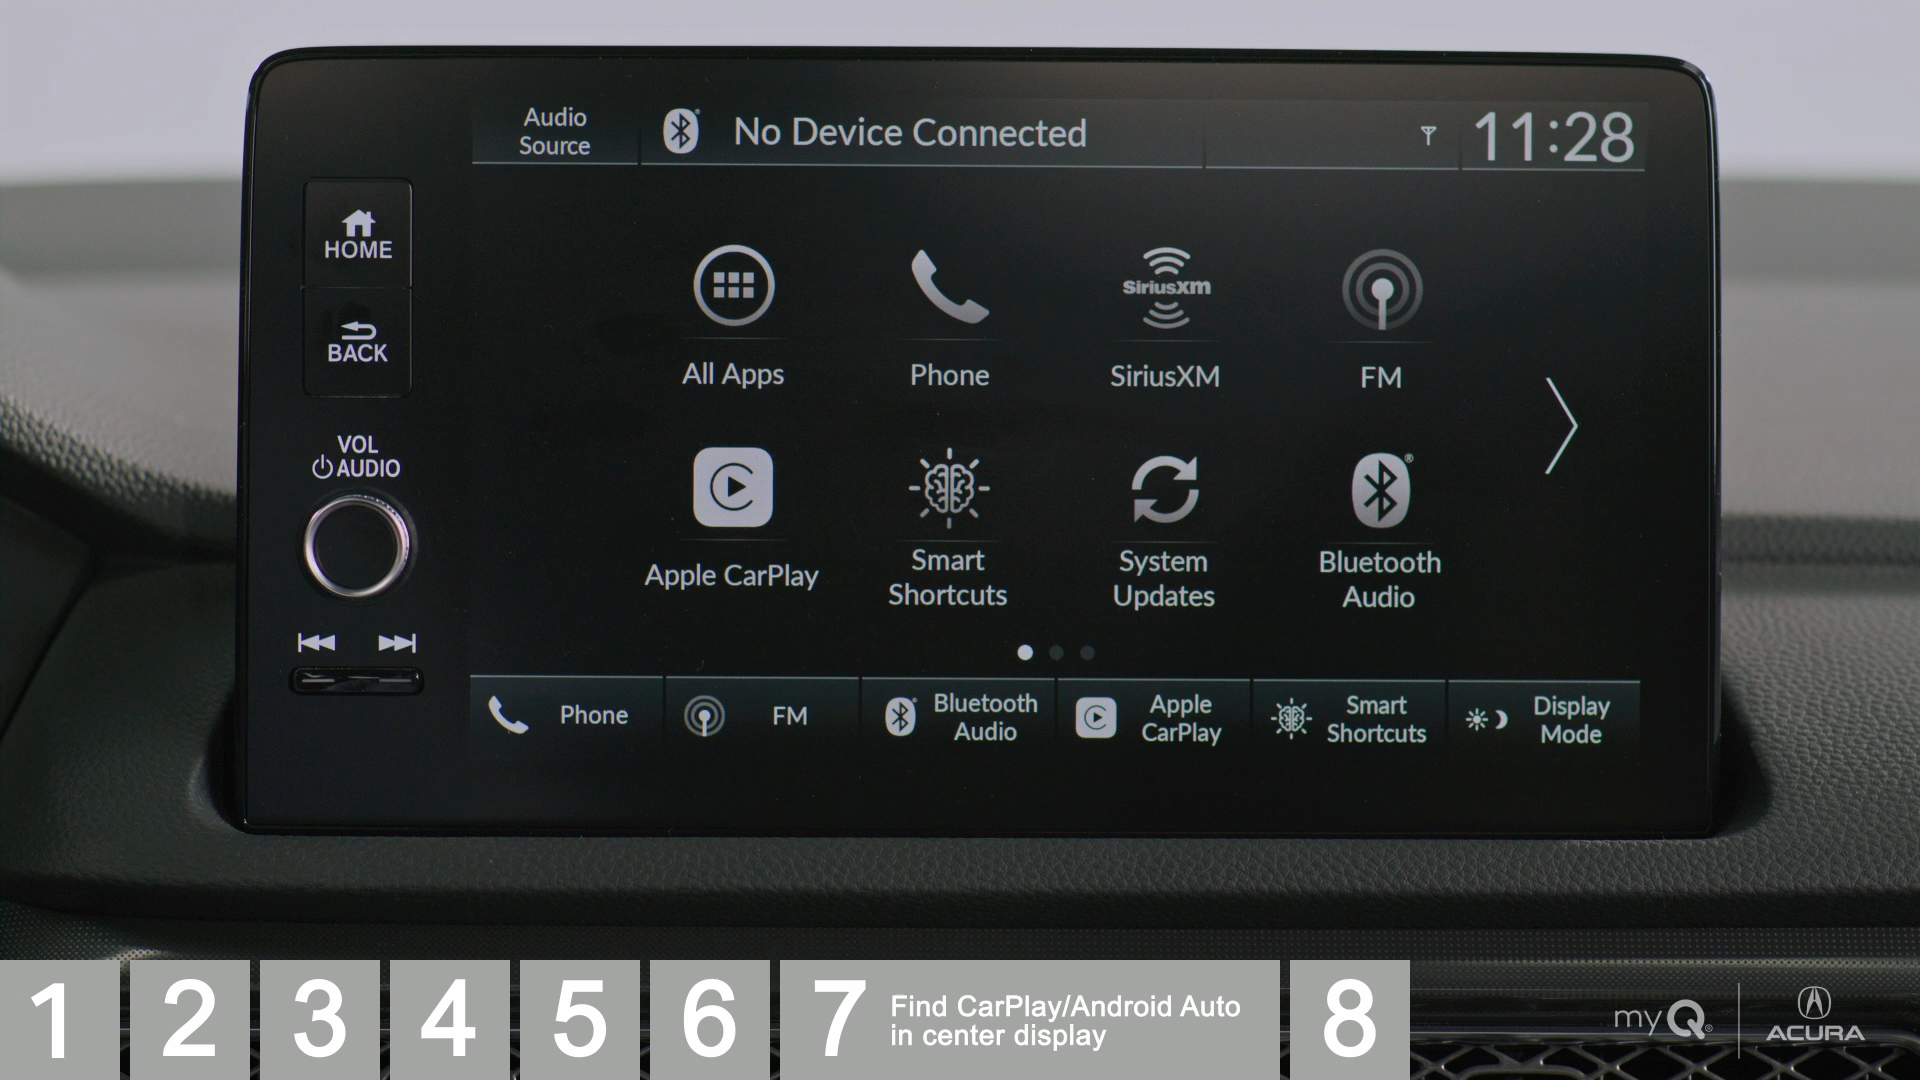 Audio
Source
No Device Connected
11:28
HOME
BACK
VOL
AUDIO
All Apps
Phone
SiriusXM
SiriusXM
FM
Apple CarPlay
Smart
Shortcuts
System
Updates
Bluetooth
Audio
Phone
FM
Bluetooth
Audio
Apple
CarPlay
Smart
Shortcuts
Display
Mode
1
2
3
4
5
6
7
Find CarPlay/Android Auto
in center display
8
myQ
ACURA